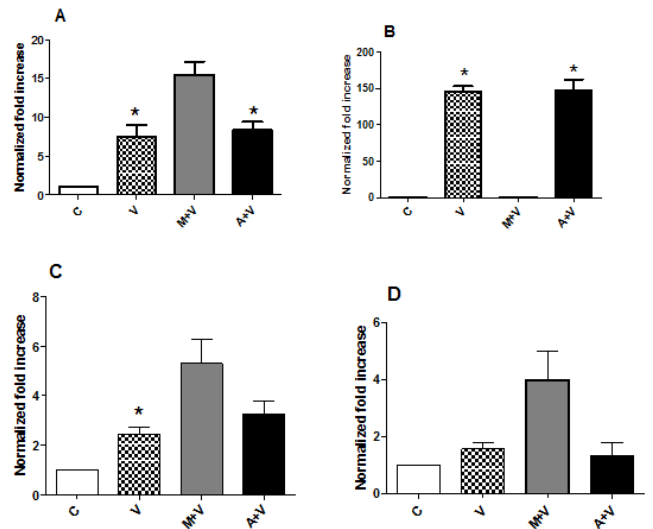 A
Normalized fold increase
20
15
10
5
0
*
*
C
V
M+V
A+V
B
Normalized fold increase
200
150
100
50
0
*
*
C
V
M+V
A+V
C
Normalized fold increase
8
6
4
2
0
*
C
V
M+V
A+V
D
Normalized fold increase
6
4
2
0
C
V
M+V
A+V